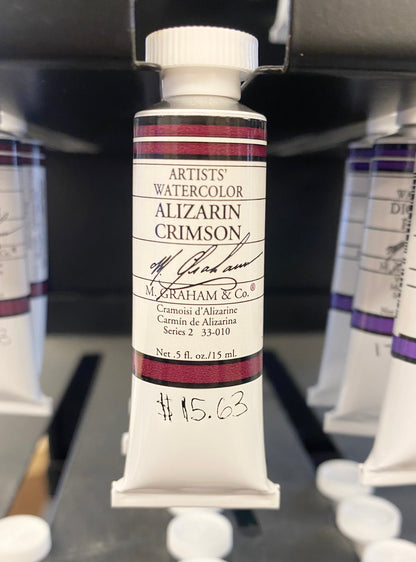 ARTISTS'
WATERCOLOR
ALIZARIN
CRIMSON
M. Graham
M. GRAHAM & Co.®
Cramoisi d'Alizarine
Carmín de Alizarina
Series 2 33-010
Net .5 fl. oz./15 ml.
$15.63